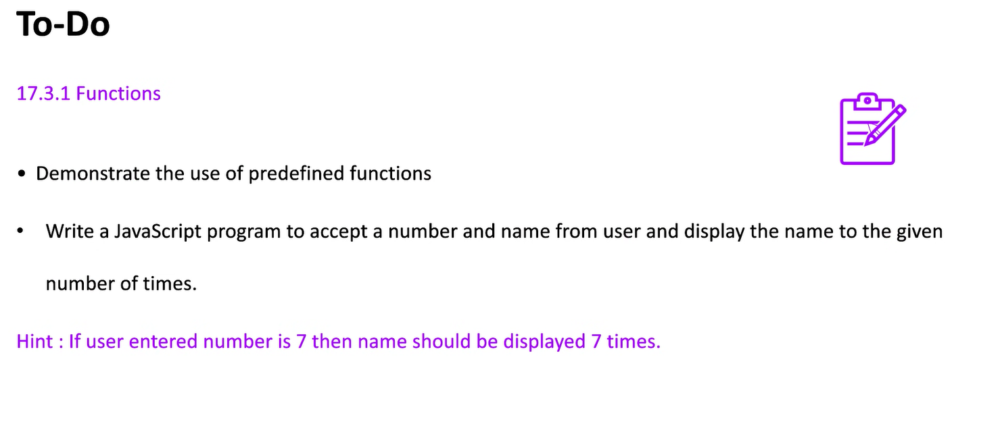 To-Do
17.3.1 Functions
• Demonstrate the use of predefined functions
• Write a JavaScript program to accept a number and name from user and display the name to the given
number of times.
Hint : If user entered number is 7 then name should be displayed 7 times.